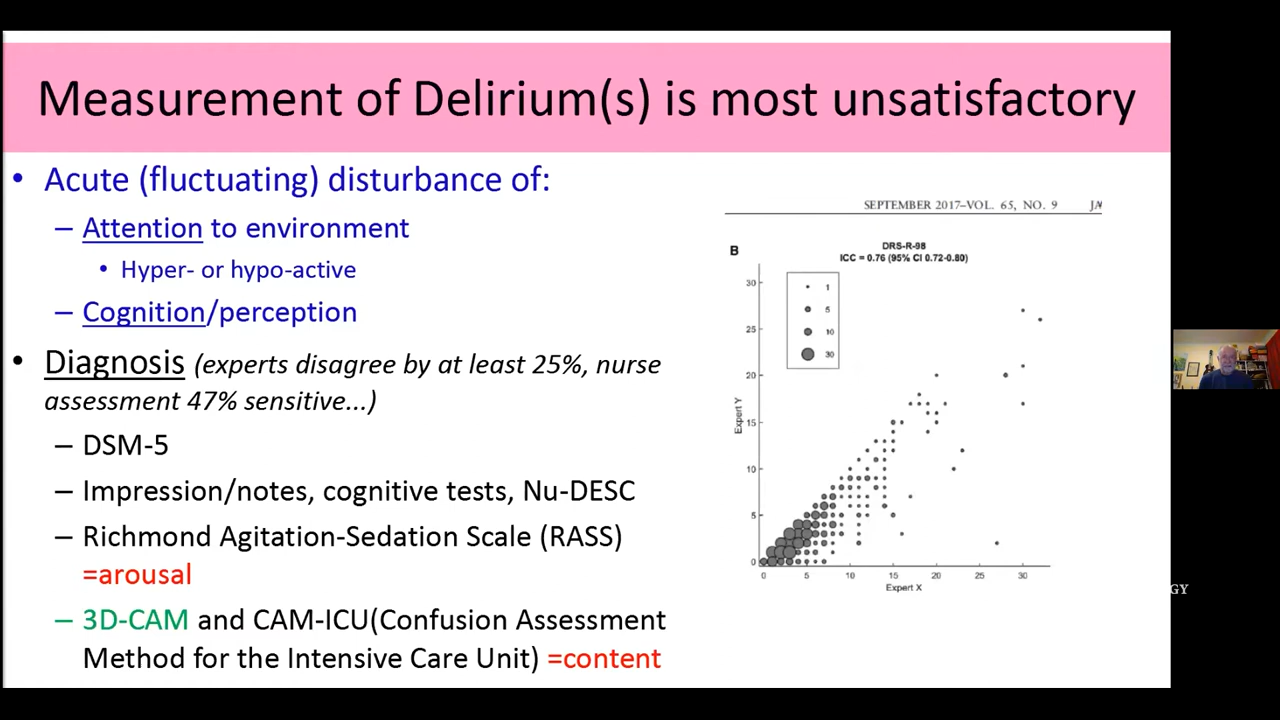 Measurement of Delirium(s) is most unsatisfactory
• Acute (fluctuating) disturbance of:
– Attention to environment
• Hyper- or hypo-active
– Cognition/perception
• Diagnosis (experts disagree by at least 25%, nurse
assessment 47% sensitive...)
– DSM-5
– Impression/notes, cognitive tests, Nu-DESC
– Richmond Agitation-Sedation Scale (RASS)
=arousal
– 3D-CAM and CAM-ICU(Confusion Assessment
Method for the Intensive Care Unit) =content
SEPTEMBER 2017–VOL. 65, NO. 9
B
DRS-R-98
ICC = 0.76 (95% CI 0.72-0.80)
1
5
10
30
30
25
20
15
10
5
0
Expert Y
0 5 10 15 20 25 30
Expert X
GY